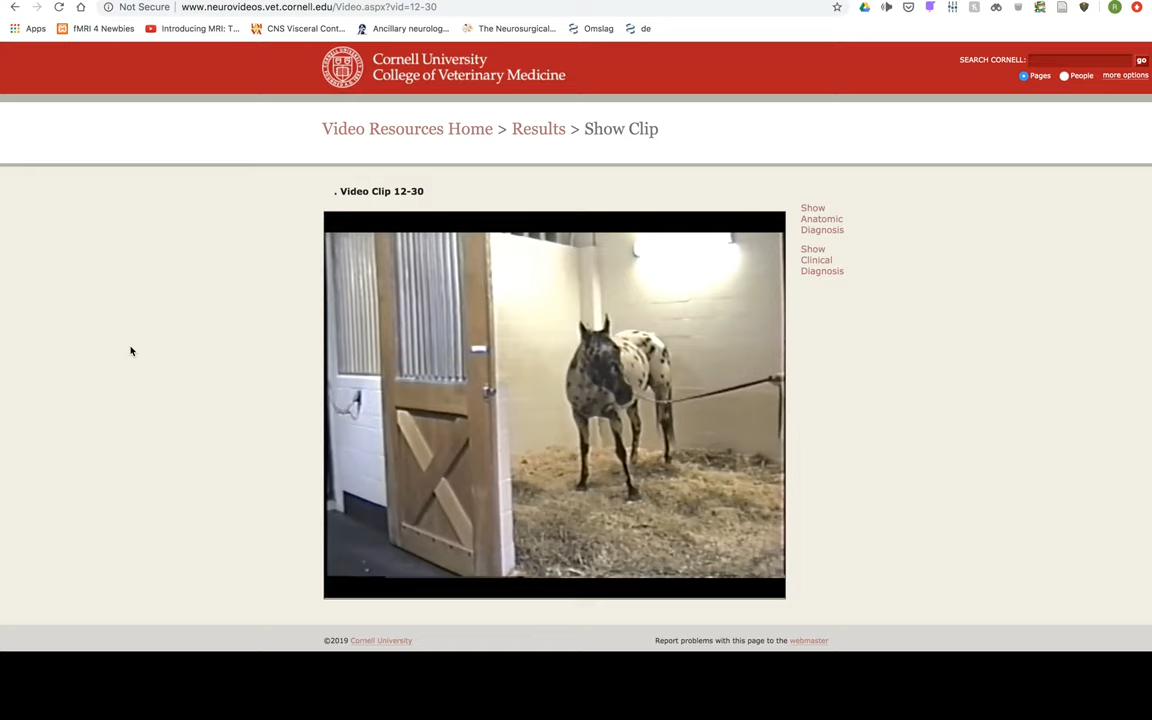 Not Secure | www.neurovideos.vet.cornell.edu/Video.aspx?vid=12-30
Apps fMRI 4 Newbies Introducing MRI: T... CNS Visceral Cont... Ancillary neurolog... The Neurosurgical... Omslag de
Cornell University
College of Veterinary Medicine
SEARCH CORNELL: go
Pages People more options
Video Resources Home > Results > Show Clip
. Video Clip 12-30
Show
Anatomic
Diagnosis
Show
Clinical
Diagnosis
©2019 Cornell University
Report problems with this page to the webmaster